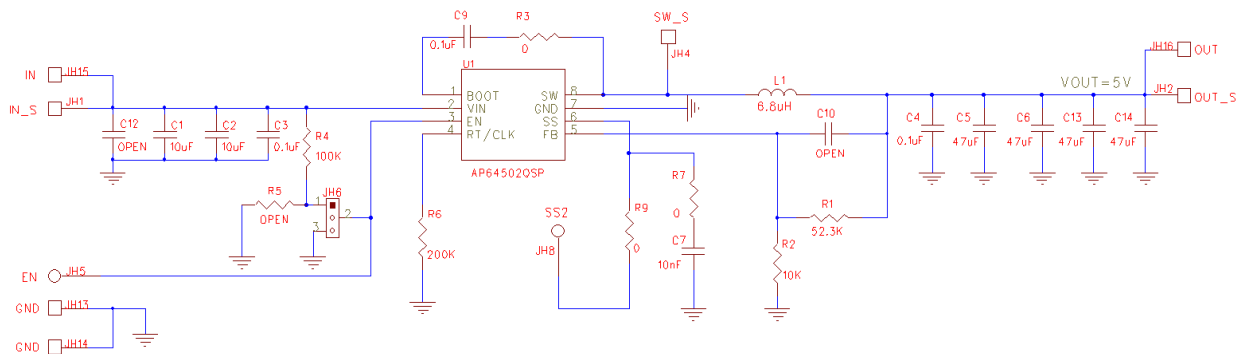 C9
R3
SW_S
0.1uF
0
JH4
JH16
OUT
IN
JH15
U1
L1
VOUT=5V
IN_S
JH1
1
BOOT
SW
8
6.8uH
JH2
OUT_S
2
VIN
GND
7
3
EN
SS
6
4
RT/CLK
FB
5
C12
C1
C2
C3
R4
C10
C4
C5
C6
C13
C14
OPEN
10uF
10uF
0.1uF
100K
OPEN
0.1uF
47uF
47uF
47uF
47uF
AP64502QSP
R5
JH6
R7
OPEN
1
2
3
R6
200K
SS2
JH8
R9
0
0
C7
10nF
R1
52.3K
R2
10K
EN
JH5
GND
JH13
GND
JH14